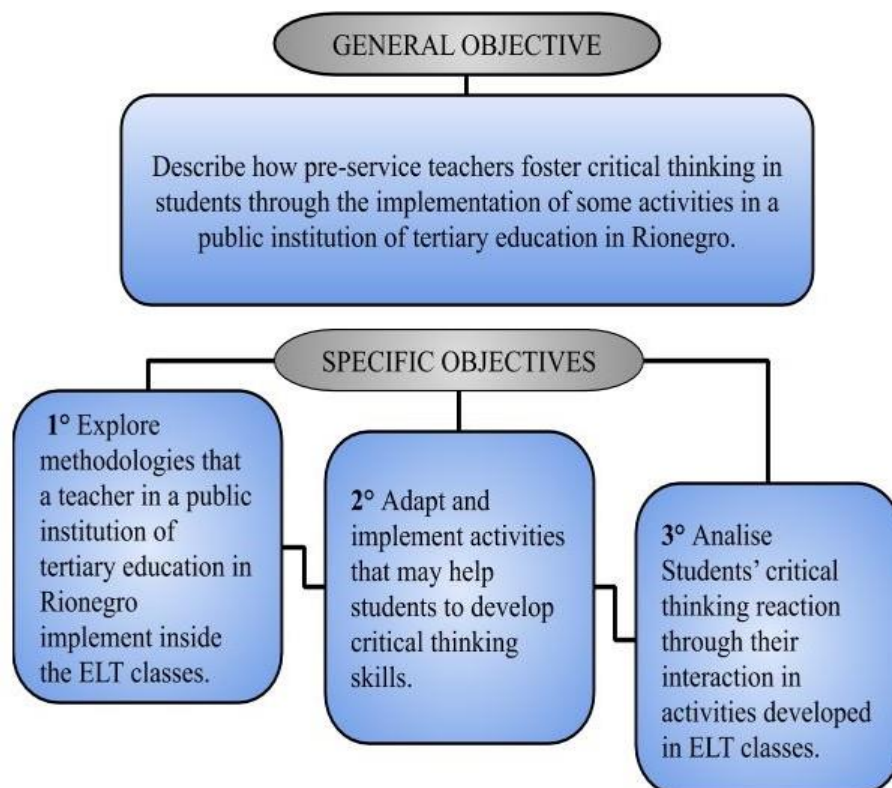 GENERAL OBJECTIVE
Describe how pre-service teachers foster critical thinking in
students through the implementation of some activities in a
public institution of tertiary education in Rionegro.
SPECIFIC OBJECTIVES
1° Explore
methodologies that
a teacher in a public
institution of
tertiary education in
Rionegro
implement inside
the ELT classes.
2° Adapt and
implement activities
that may help
students to develop
critical thinking
skills.
3° Analise
Students’ critical
thinking reaction
through their
interaction in
activities developed
in ELT classes.